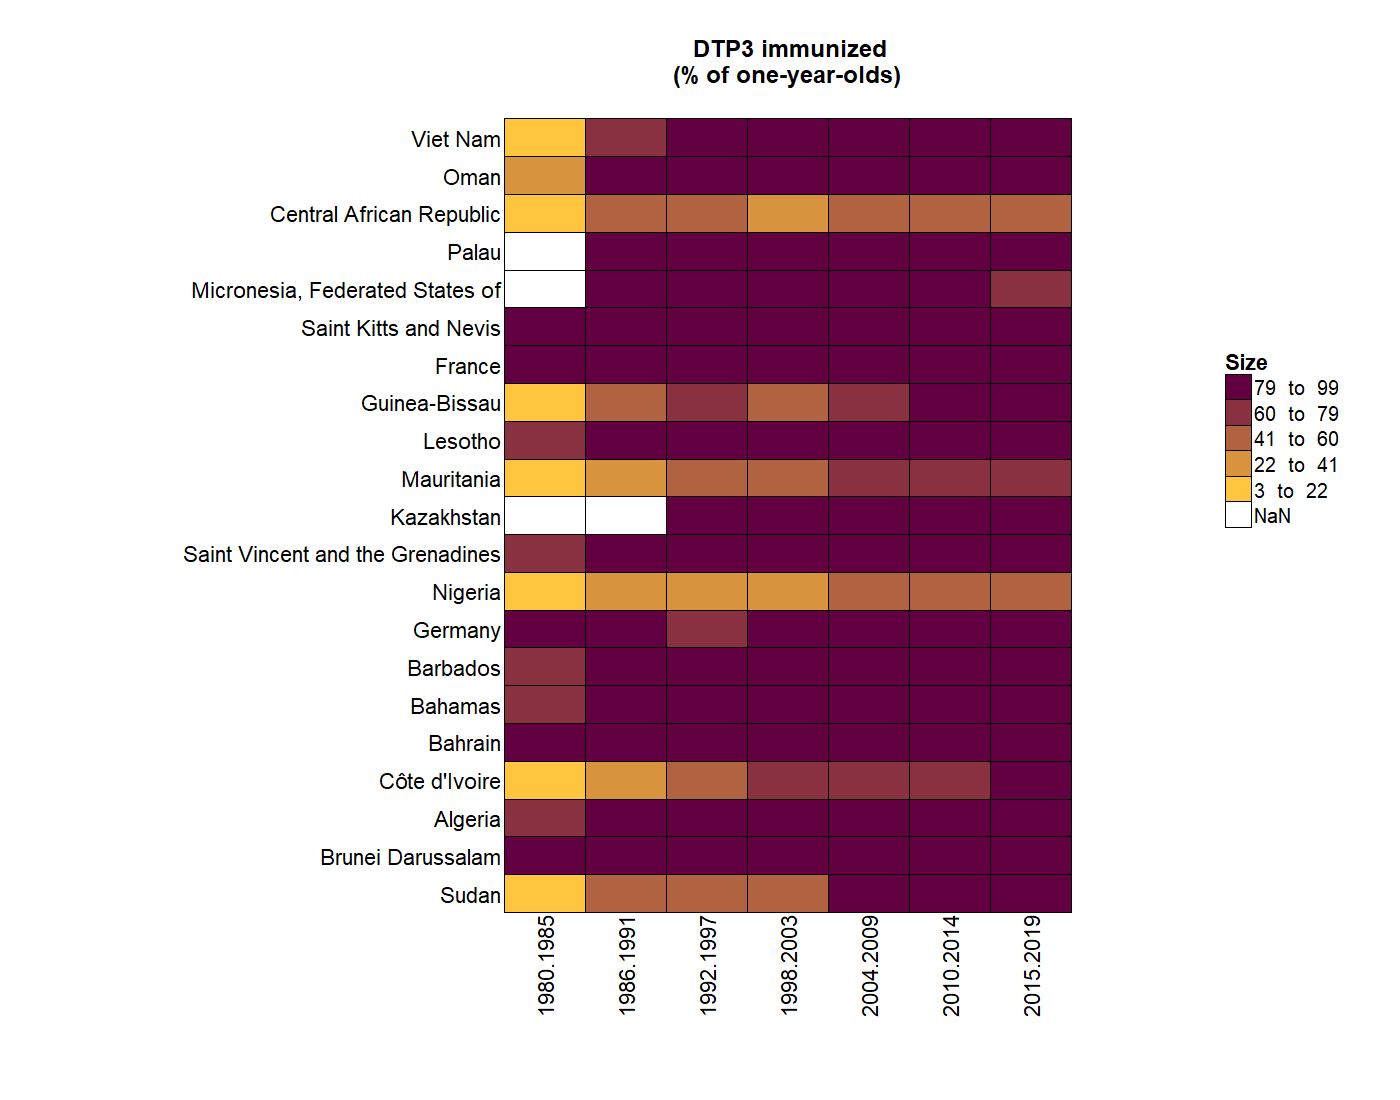 DTP3 immunized
(% of one-year-olds)
Viet Nam
Oman
Central African Republic
Palau
Micronesia, Federated States of
Saint Kitts and Nevis
France
Guinea-Bissau
Lesotho
Mauritania
Kazakhstan
Saint Vincent and the Grenadines
Nigeria
Germany
Barbados
Bahamas
Bahrain
Côte d'Ivoire
Algeria
Brunei Darussalam
Sudan
1980.1985
1986.1991
1992.1997
1998.2003
2004.2009
2010.2014
2015.2019
Size
79 to 99
60 to 79
41 to 60
22 to 41
3 to 22
NaN